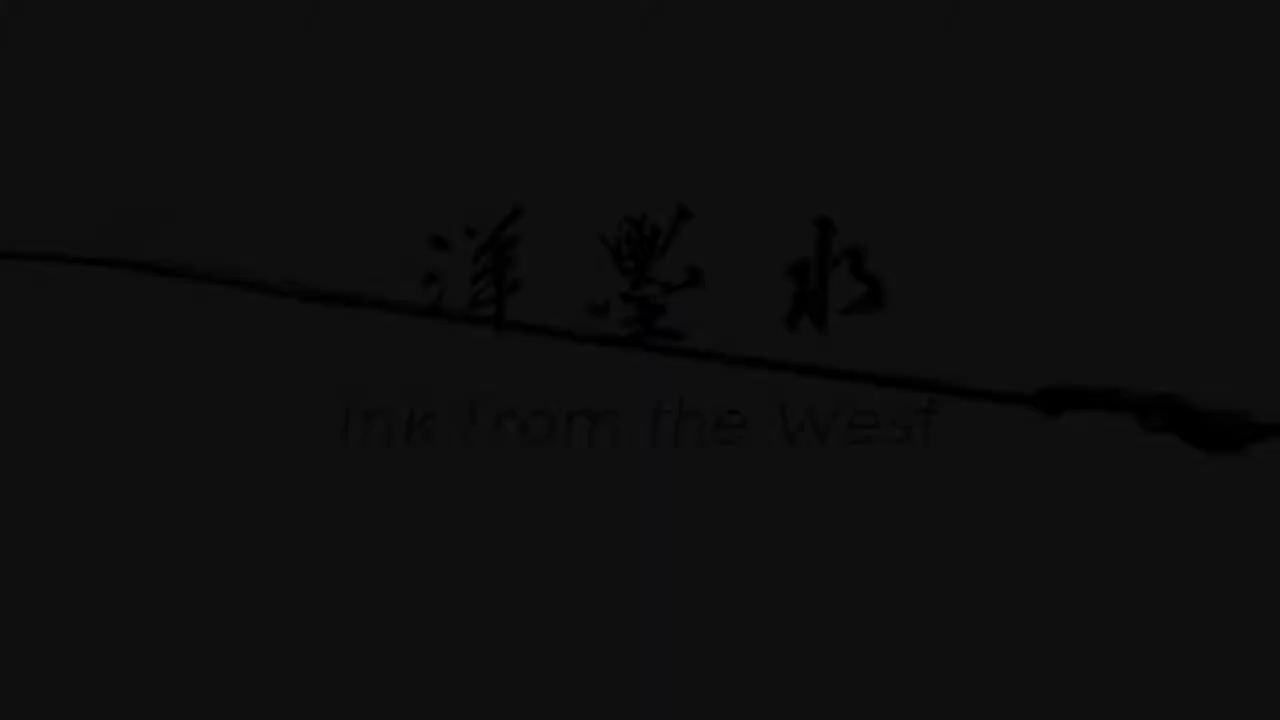 洋墨水
Ink from the West